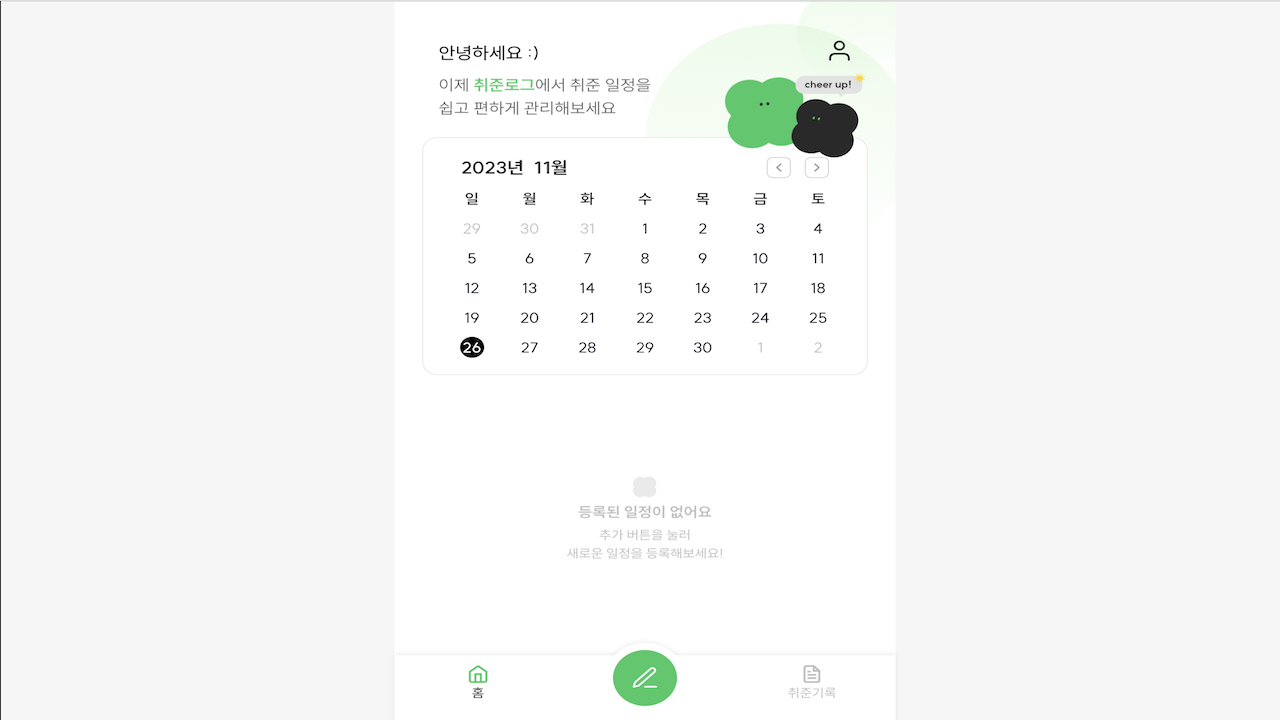 안녕하세요 :)
이제 취준로그에서 취준 일정을
쉽고 편하게 관리해보세요
cheer up!
2023년 11월
일 월 화 수 목 금 토
29 30 31 1 2 3 4
5 6 7 8 9 10 11
12 13 14 15 16 17 18
19 20 21 22 23 24 25
26 27 28 29 30 1 2
등록된 일정이 없어요
추가 버튼을 눌러
새로운 일정을 등록해보세요!
홈
취준기록